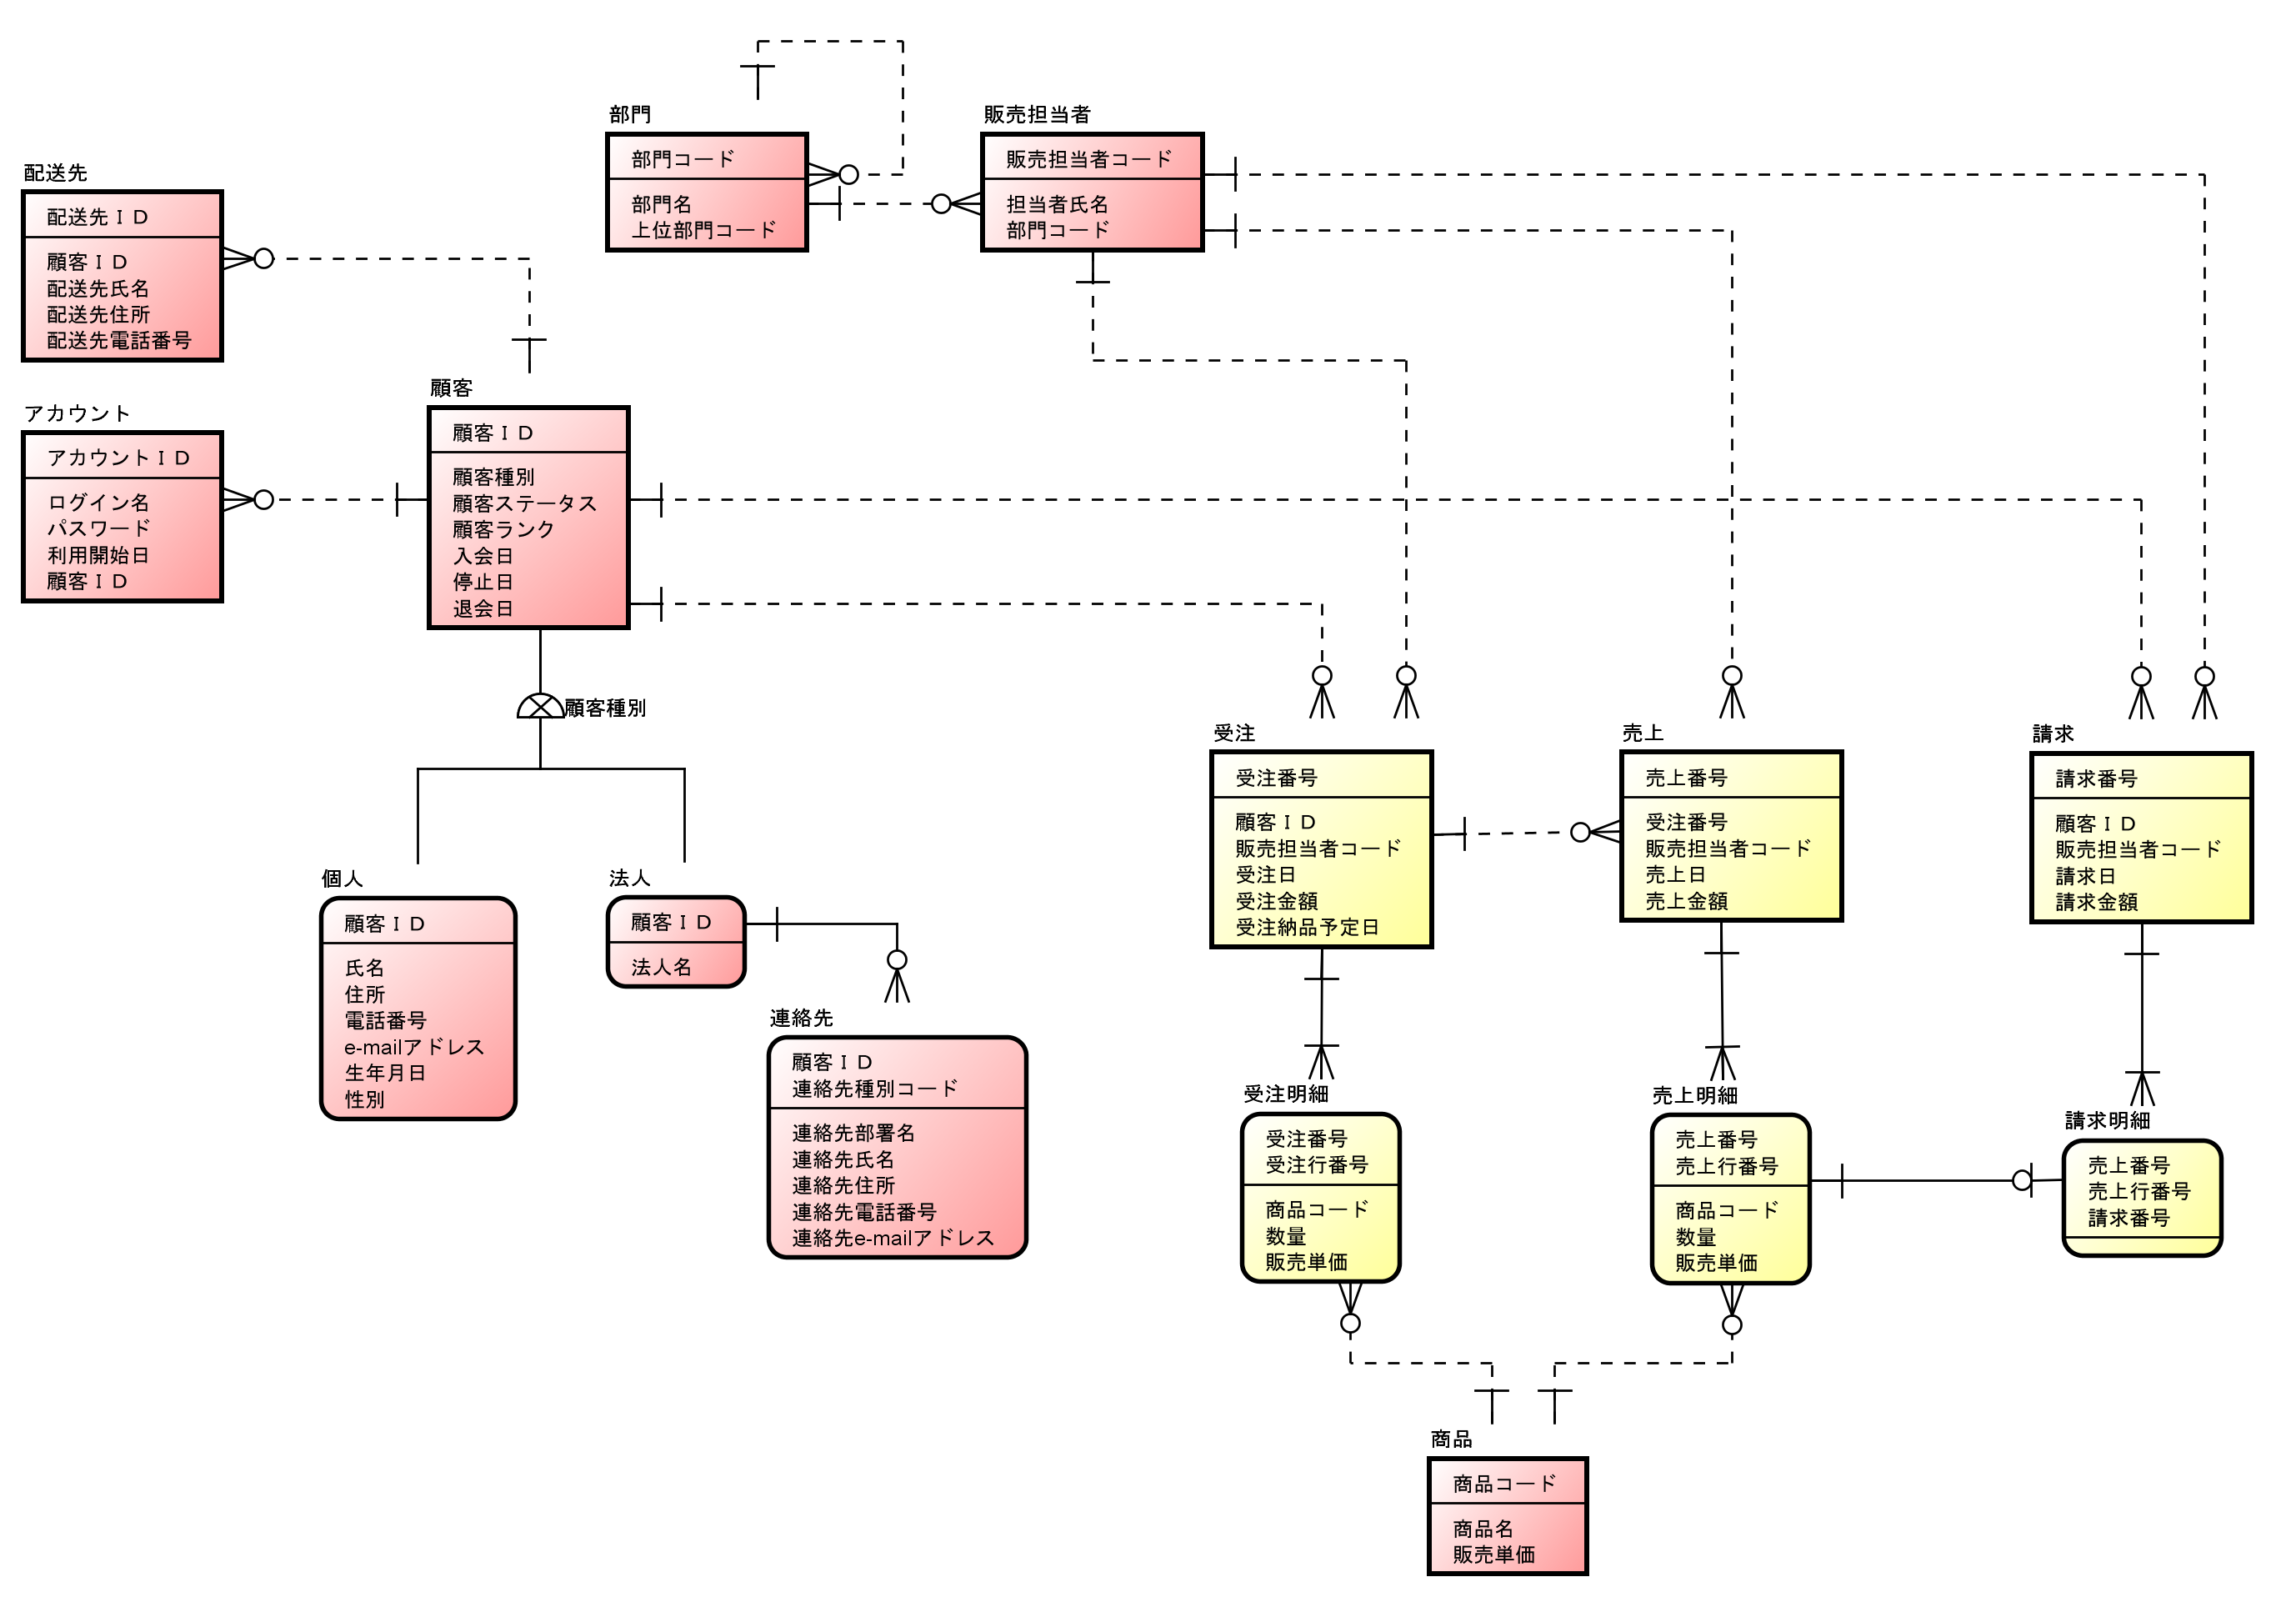 部門
部門コード
部門名
上位部門コード
販売担当者
販売担当者コード
担当者氏名
部門コード
配送先
配送先ＩＤ
顧客ＩＤ
配送先氏名
配送先住所
配送先電話番号
アカウント
アカウントＩＤ
ログイン名
パスワード
利用開始日
顧客ＩＤ
顧客
顧客ＩＤ
顧客種別
顧客ステータス
顧客ランク
入会日
停止日
退会日
顧客種別
個人
顧客ＩＤ
氏名
住所
電話番号
e-mailアドレス
生年月日
性別
法人
顧客ＩＤ
法人名
連絡先
顧客ＩＤ
連絡先種別コード
連絡先部署名
連絡先氏名
連絡先住所
連絡先電話番号
連絡先e-mailアドレス
受注
受注番号
顧客ＩＤ
販売担当者コード
受注日
受注金額
受注納品予定日
売上
売上番号
受注番号
販売担当者コード
売上日
売上金額
請求
請求番号
顧客ＩＤ
販売担当者コード
請求日
請求金額
受注明細
受注番号
受注行番号
商品コード
数量
販売単価
売上明細
売上番号
売上行番号
商品コード
数量
販売単価
請求明細
売上番号
売上行番号
請求番号
商品
商品コード
商品名
販売単価